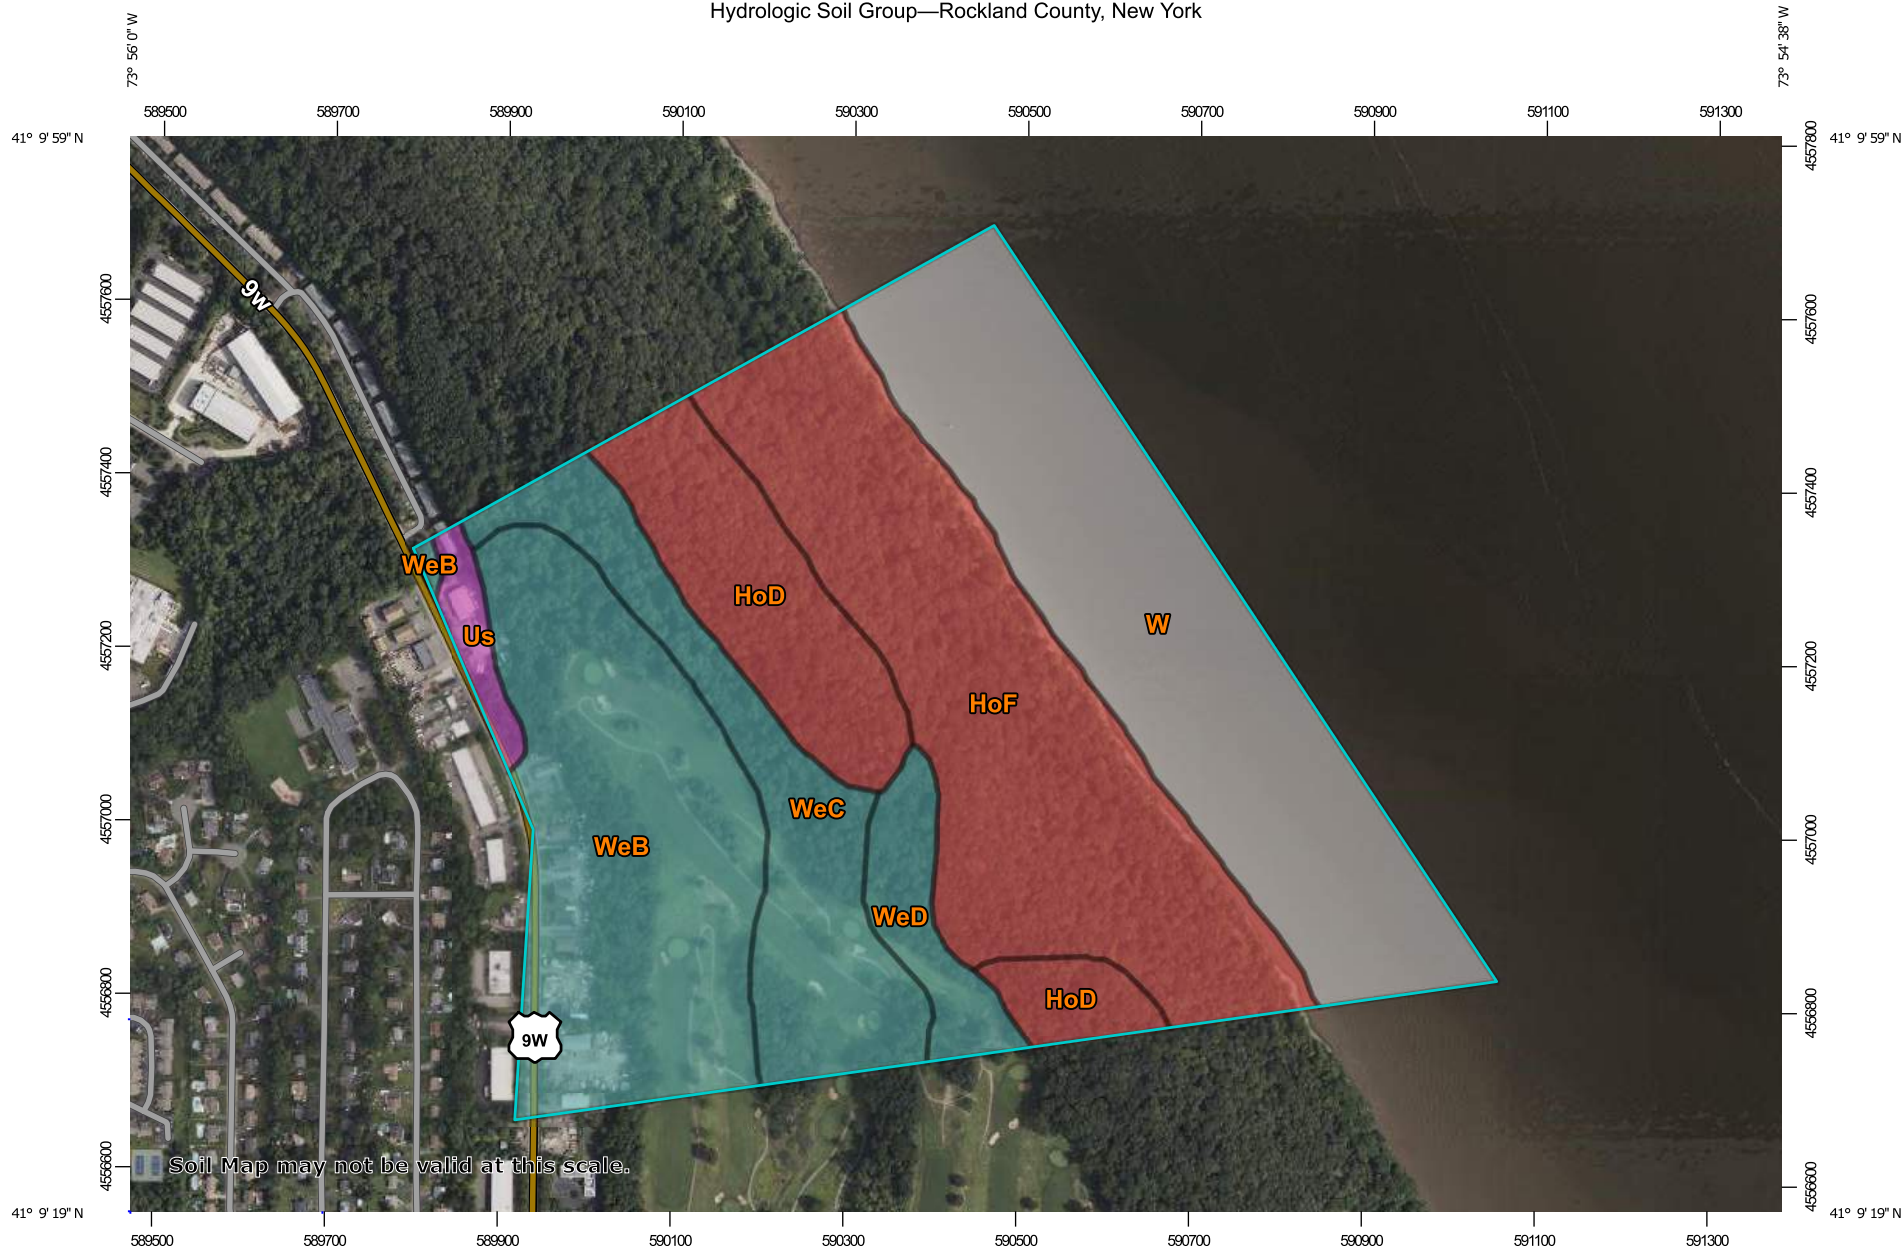 Hydrologic Soil Group—Rockland County, New York
73° 56' 0'' W
73° 54' 38'' W
589500 589700 589900 590100 590300 590500 590700 590900 591100 591300
41° 9' 59'' N
41° 9' 59'' N
4557800
9w
4557600
4557600
4557400
4557400
WeB
HoD
W
Us
4557200
4557200
HoF
WeC
4557000
4557000
WeB
WeD
4556800
4556800
HoD
9W
Soil Map may not be valid at this scale.
4556600
4556600
41° 9' 19'' N
41° 9' 19'' N
589500 589700 589900 590100 590300 590500 590700 590900 591100 591300